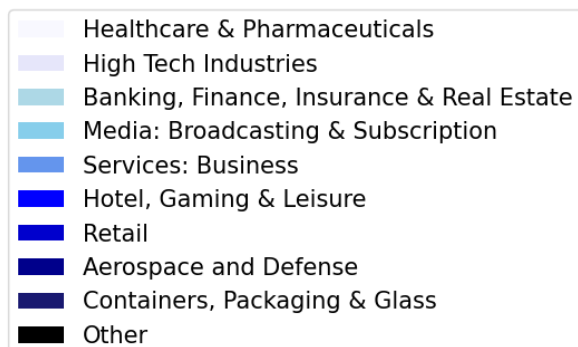 Healthcare & Pharmaceuticals
High Tech Industries
Banking, Finance, Insurance & Real Estate
Media: Broadcasting & Subscription
Services: Business
Hotel, Gaming & Leisure
Retail
Aerospace and Defense
Containers, Packaging & Glass
Other